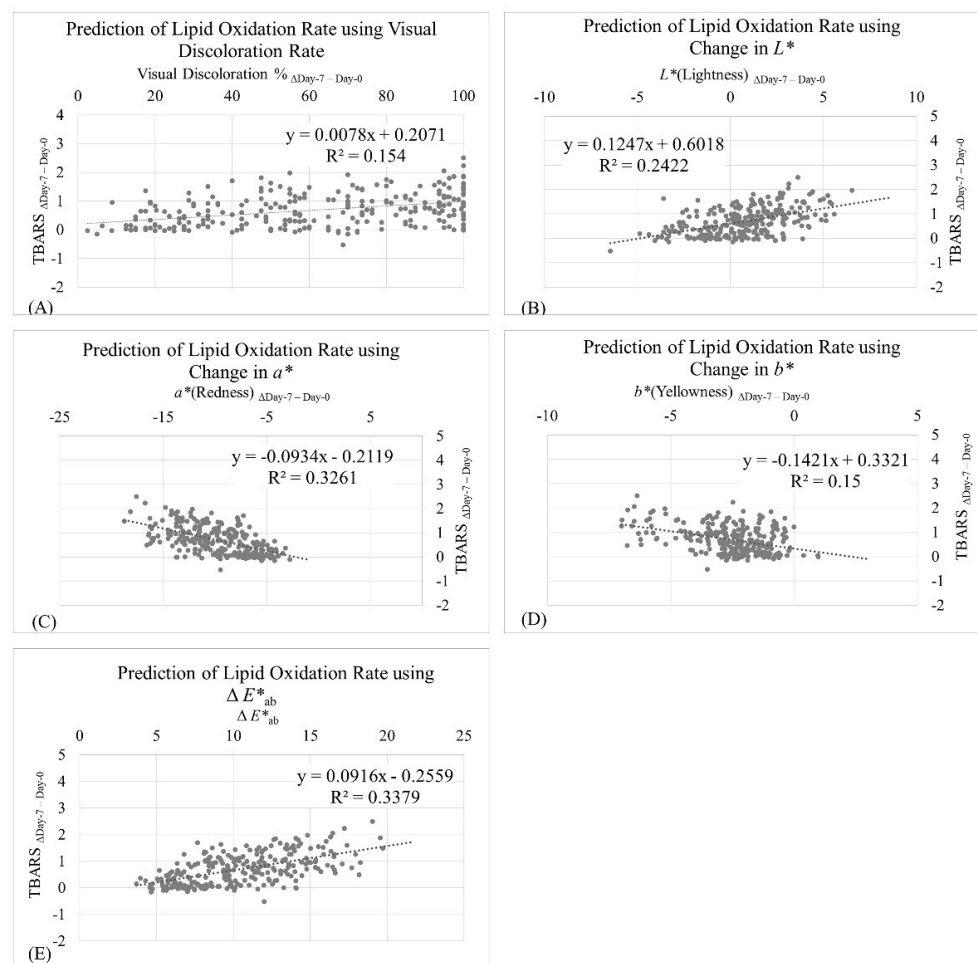 Prediction of Lipid Oxidation Rate using Visual
Discoloration Rate
Visual Discoloration % ΔDay-7 – Day-0
0 20 40 60 80 100
4
3
2
1
0
-1
-2
TBARS ΔDay-7 – Day-0
y = 0.0078x + 0.2071
R² = 0.154
(A)
Prediction of Lipid Oxidation Rate using
Change in L*
L*(Lightness) ΔDay-7 – Day-0
-10 -5 0 5 10
y = 0.1247x + 0.6018
R² = 0.2422
5
4
3
2
1
0
-1
-2
TBARS ΔDay-7 – Day-0
(B)
Prediction of Lipid Oxidation Rate using
Change in a*
a*(Redness) ΔDay-7 – Day-0
-25 -15 -5 5
y = -0.0934x - 0.2119
R² = 0.3261
5
4
3
2
1
0
-1
-2
TBARS ΔDay-7 – Day-0
(C)
Prediction of Lipid Oxidation Rate using
Change in b*
b*(Yellowness) ΔDay-7 – Day-0
-10 -5 0 5
y = -0.1421x + 0.3321
R² = 0.15
5
4
3
2
1
0
-1
-2
TBARS ΔDay-7 – Day-0
(D)
Prediction of Lipid Oxidation Rate using
Δ E*ab
Δ E*ab
0 5 10 15 20 25
5
4
3
2
1
0
-1
-2
TBARS ΔDay-7 – Day-0
y = 0.0916x - 0.2559
R² = 0.3379
(E)